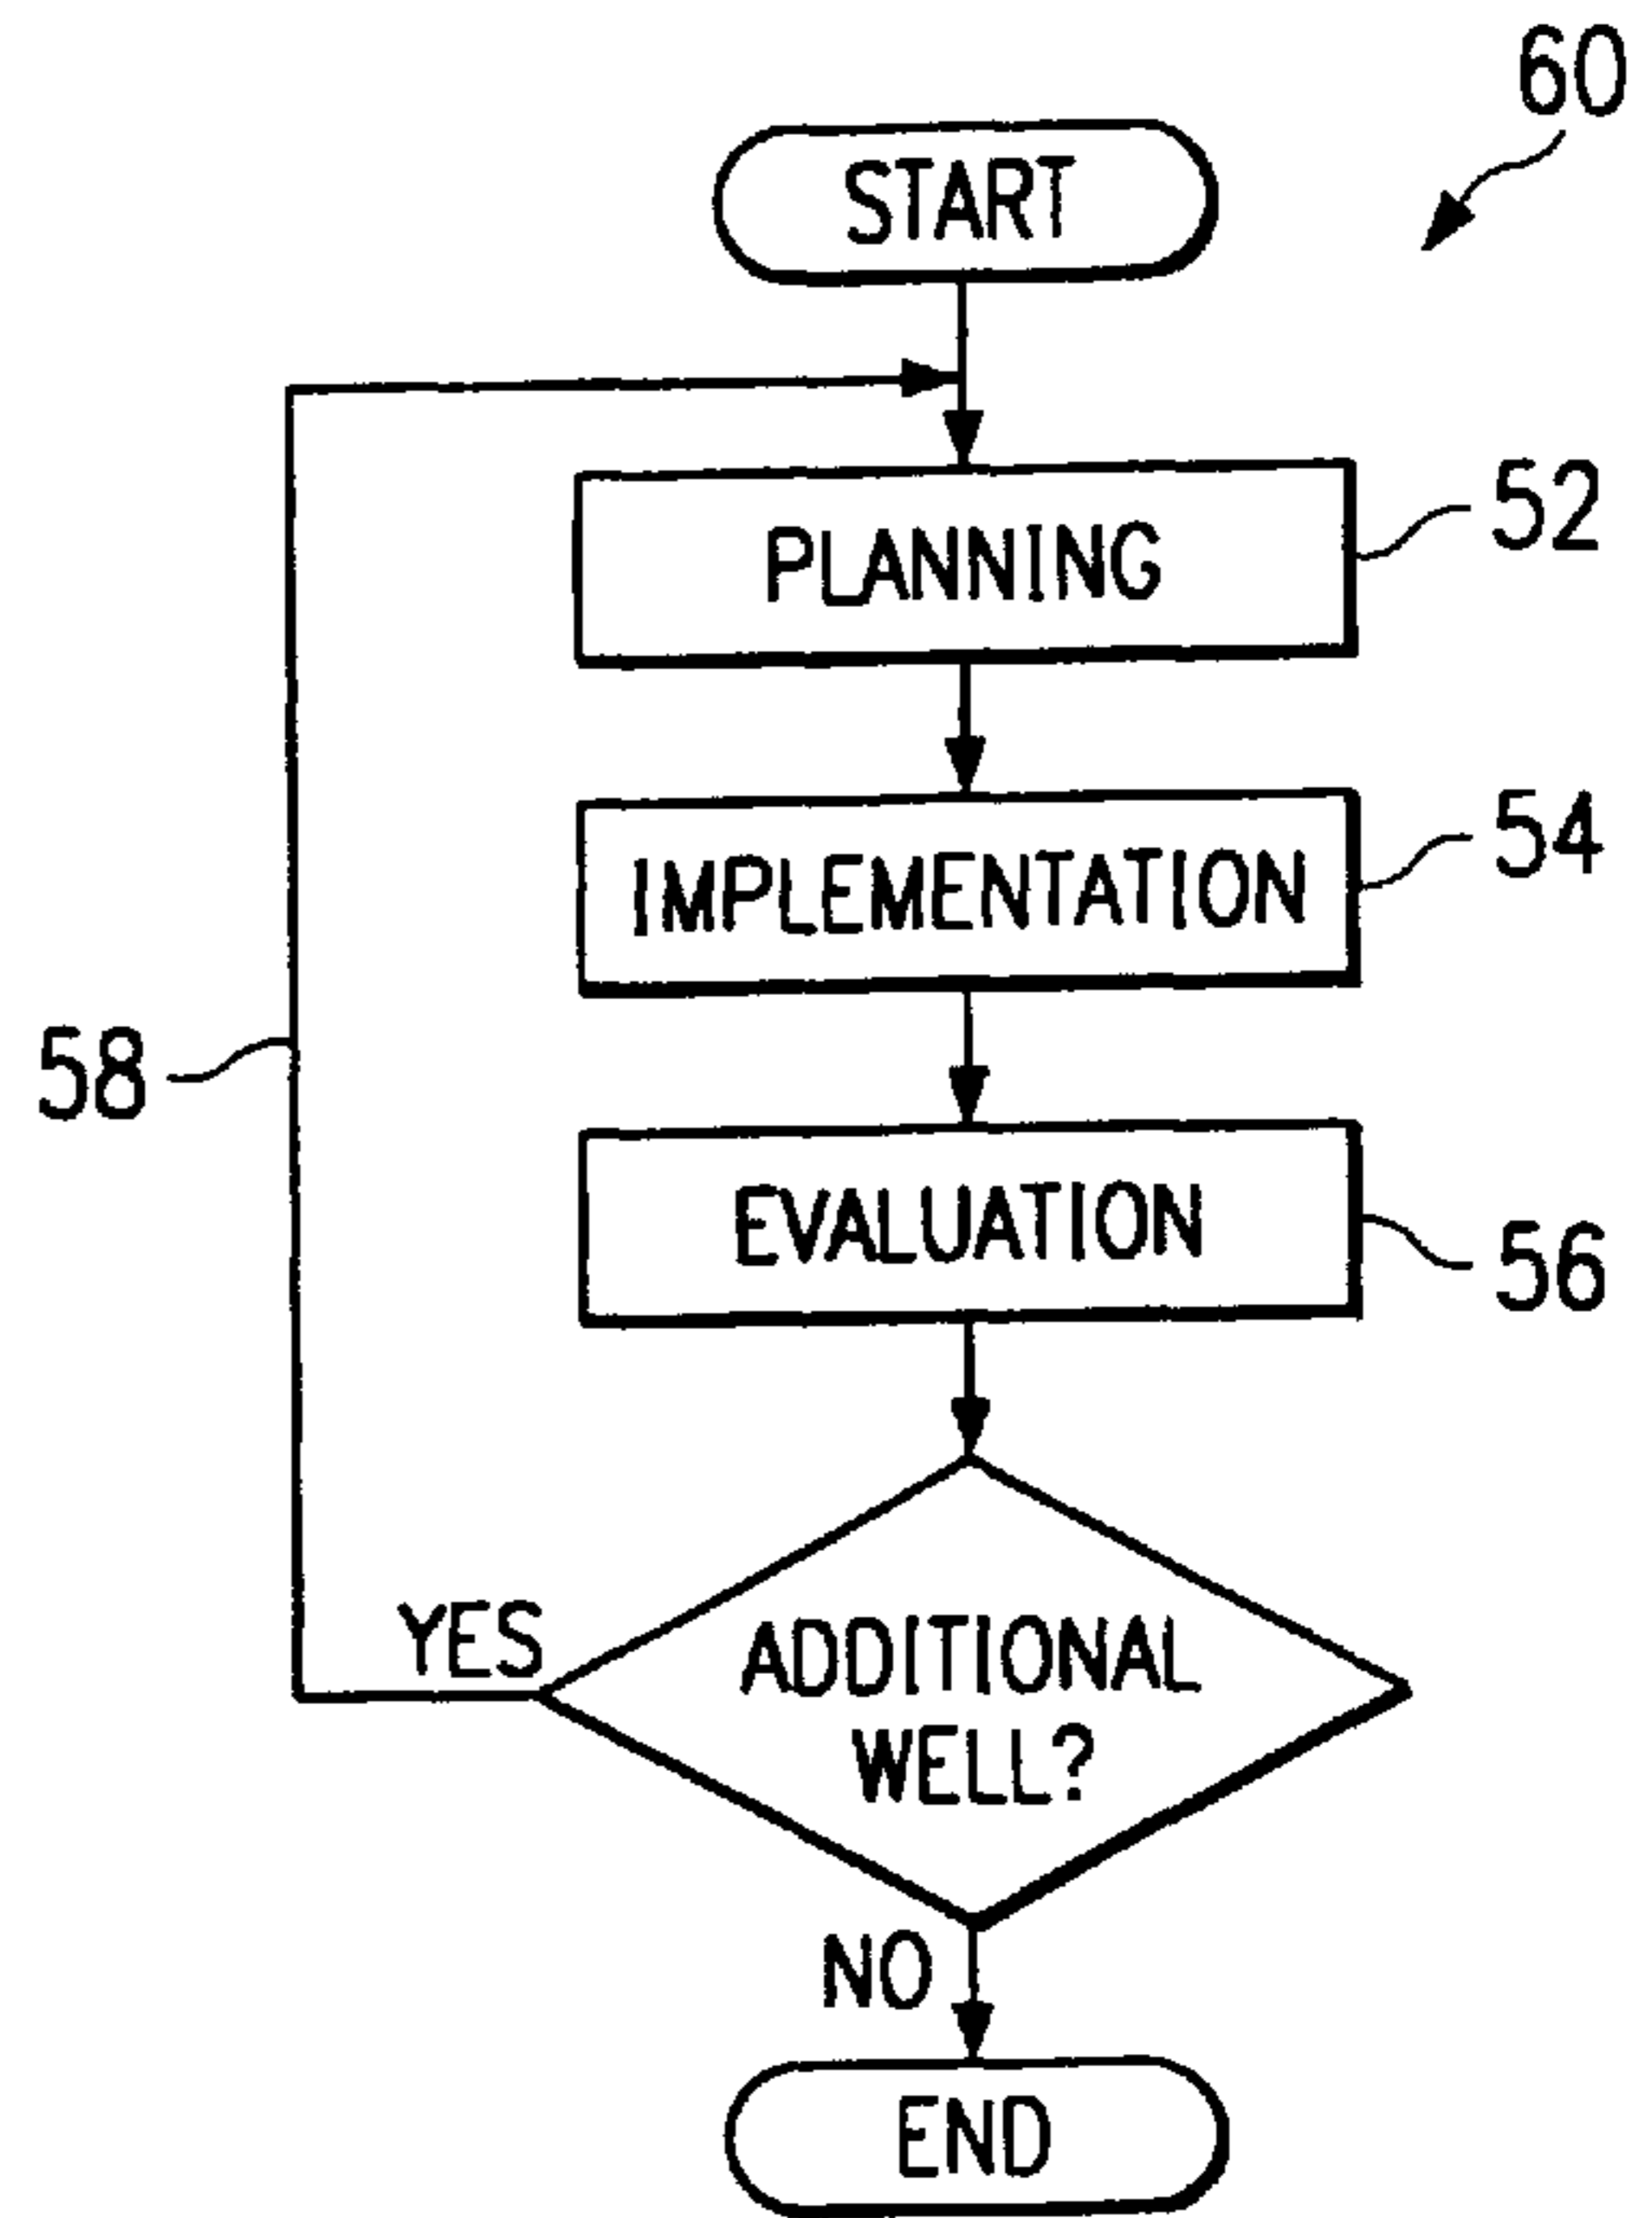 60
START
PLANNING
52
IMPLEMENTATION
54
58
EVALUATION
56
YES
ADDITIONAL
WELL?
NO
END